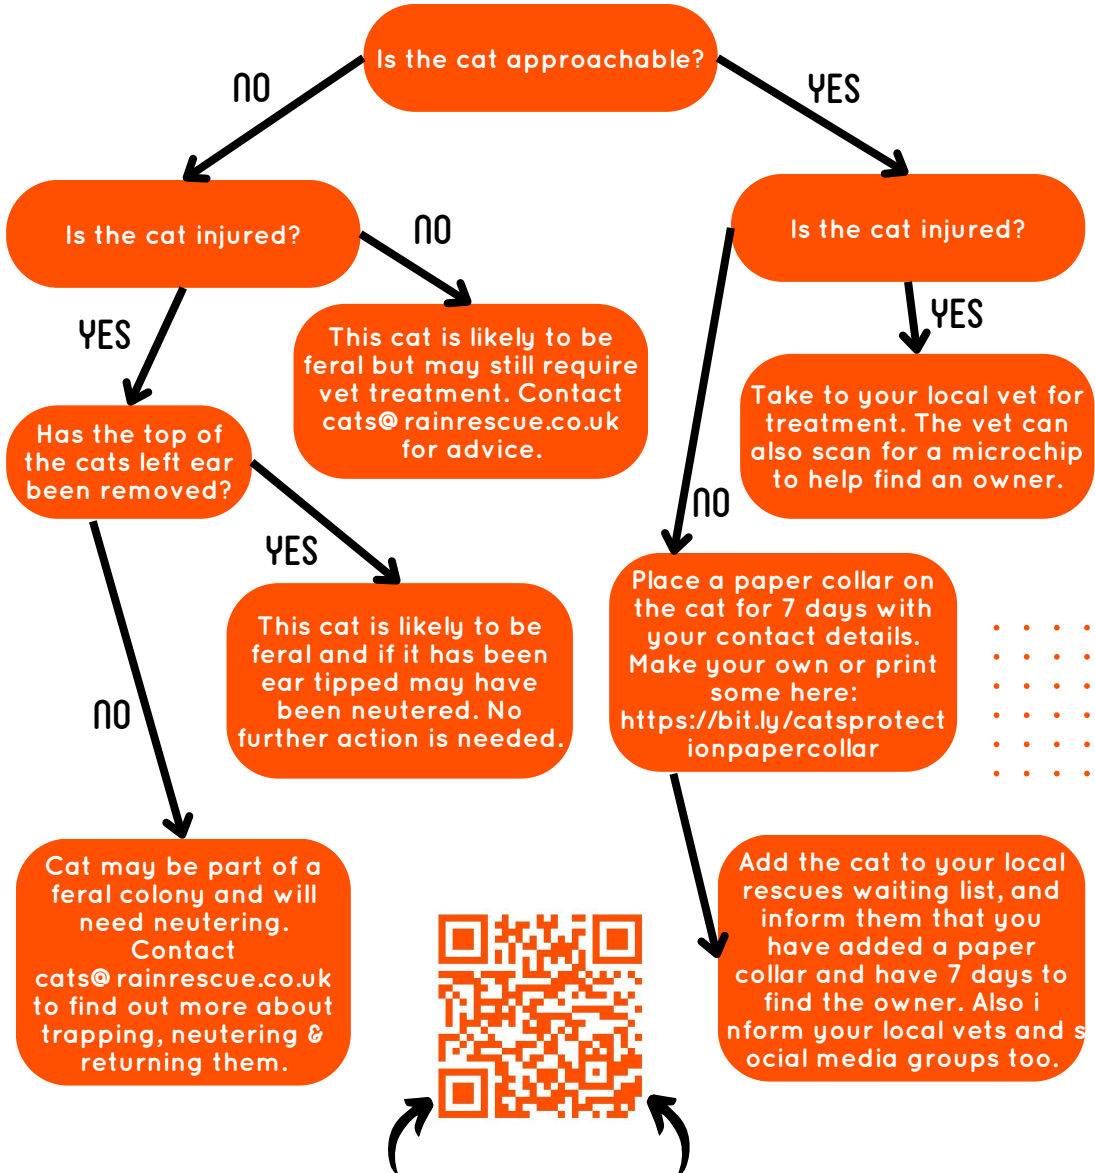 Is the cat approachable?
NO
YES
Is the cat injured?
NO
Is the cat injured?
YES
YES
This cat is likely to be
feral but may still require
vet treatment. Contact
cats@rainrescue.co.uk
for advice.
Take to your local vet for
treatment. The vet can
also scan for a microchip
to help find an owner.
Has the top of
the cats left ear
been removed?
YES
NO
This cat is likely to be
feral and if it has been
ear tipped may have
been neutered. No
further action is needed.
Place a paper collar on
the cat for 7 days with
your contact details.
Make your own or print
some here:
https://bit.ly/catsprotect
ionpapercollar
NO
Cat may be part of a
feral colony and will
need neutering.
Contact
cats@rainrescue.co.uk
to find out more about
trapping, neutering &
returning them.
Add the cat to your local
rescues waiting list, and
inform them that you
have added a paper
collar and have 7 days to
find the owner. Also i
nform your local vets and s
ocial media groups too.